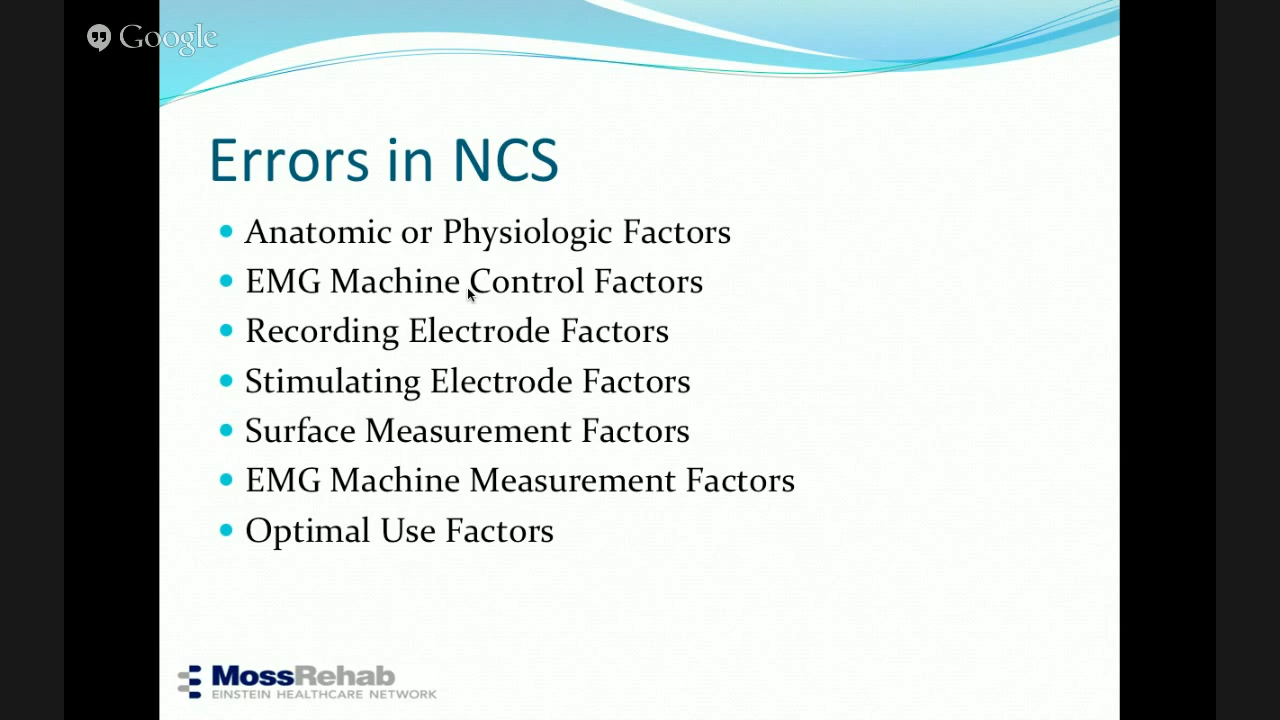 Google
Errors in NCS
Anatomic or Physiologic Factors
EMG Machine Control Factors
Recording Electrode Factors
Stimulating Electrode Factors
Surface Measurement Factors
EMG Machine Measurement Factors
Optimal Use Factors
MossRehab
EINSTEIN HEALTHCARE NETWORK